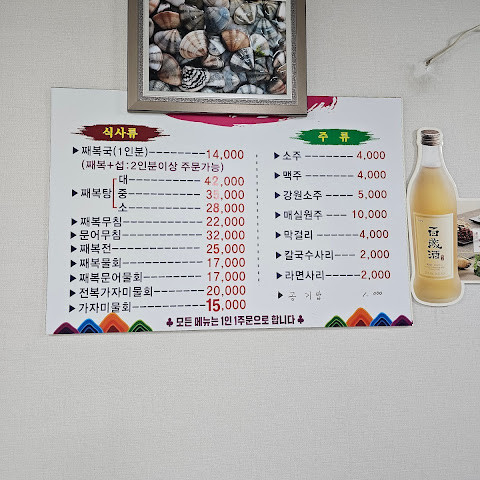 식사류
▶째복국(1인분)---------14,000
(째복+섭:2인분이상 주문가능)
▶째복탕
대-----------42,000
중-----------35,000
소-----------28,000
▶째복무침-----------22,000
▶문어무침-----------32,000
▶째복전------------25,000
▶째복물회-----------17,000
▶째복문어물회--------17,000
▶전복가자미물회-------20,000
▶가자미물회----------15,000
주 류
▶소주--------4,000
▶맥주--------4,000
▶강원소주----5,000
▶매실원주---10,000
▶막걸리------4,000
▶칼국수사리---2,000
▶라면사리-----2,000
▶공기밥 1,000
♣모든 메뉴는 1인 1주문으로 합니다♣
百歲酒